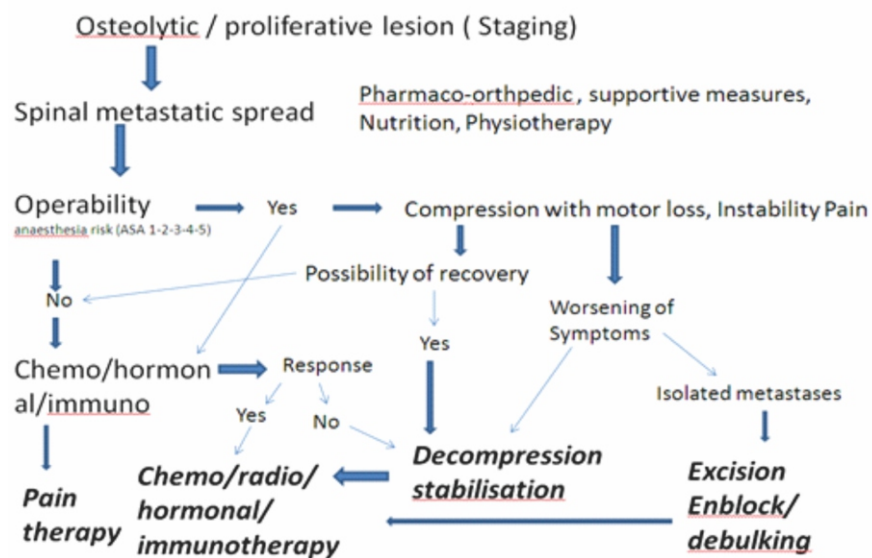 Osteolytic / proliferative lesion ( Staging)
Pharmaco-orthpedic, supportive measures,
Nutrition, Physiotherapy
Spinal metastatic spread
Operability
anaesthesia risk (ASA 1-2-3-4-5)
Yes
Compression with motor loss, Instability Pain
Possibility of recovery
No
Worsening of
Symptoms
Yes
Chemo/hormon
al/immuno
Response
Isolated metastases
Yes
No
Decompression
stabilisation
Excision
Enblock/
debulking
Chemo/radio/
hormonal/
immunotherapy
Pain
therapy